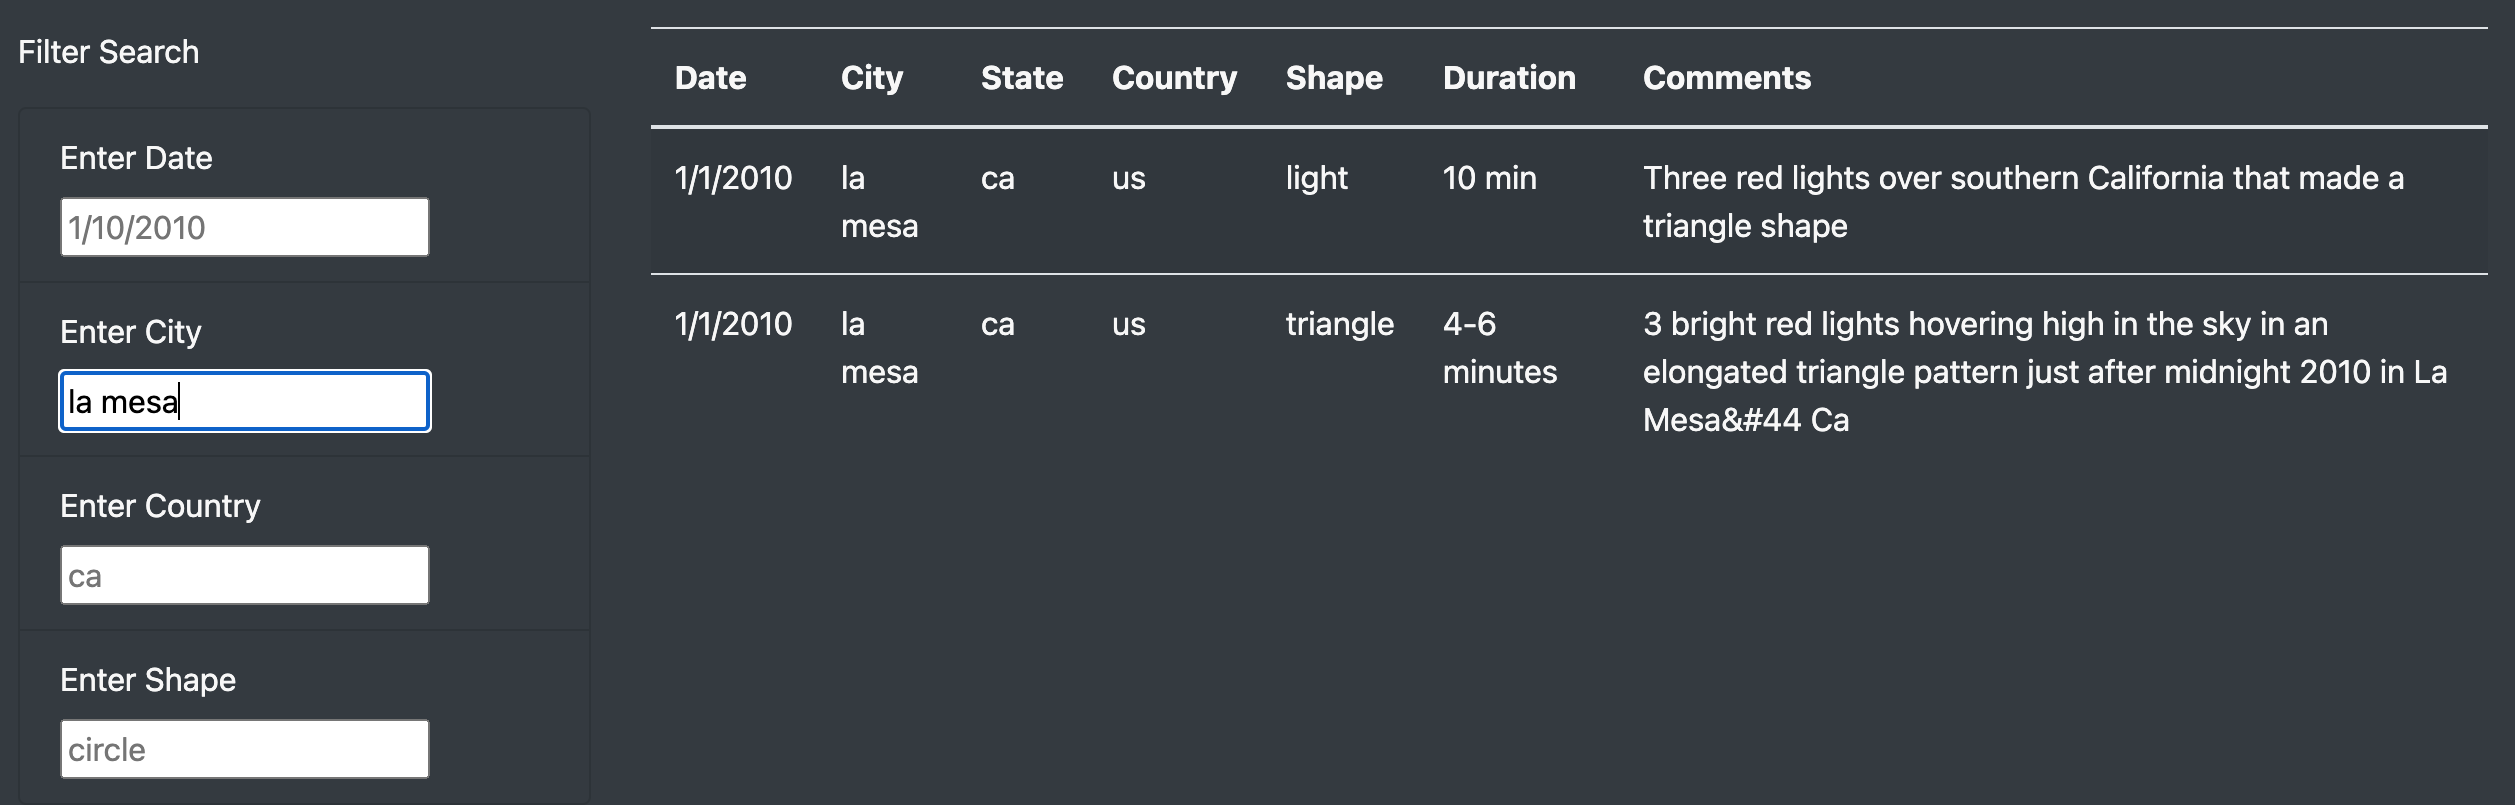 Filter Search
Enter Date
1/10/2010
Enter City
la mesa
Enter Country
ca
Enter Shape
circle
Date City State Country Shape Duration Comments
1/1/2010 la ca us light 10 min Three red lights over southern California that made a
mesa triangle shape
1/1/2010 la ca us triangle 4-6 3 bright red lights hovering high in the sky in an
mesa minutes elongated triangle pattern just after midnight 2010 in La
Mesa&#44 Ca